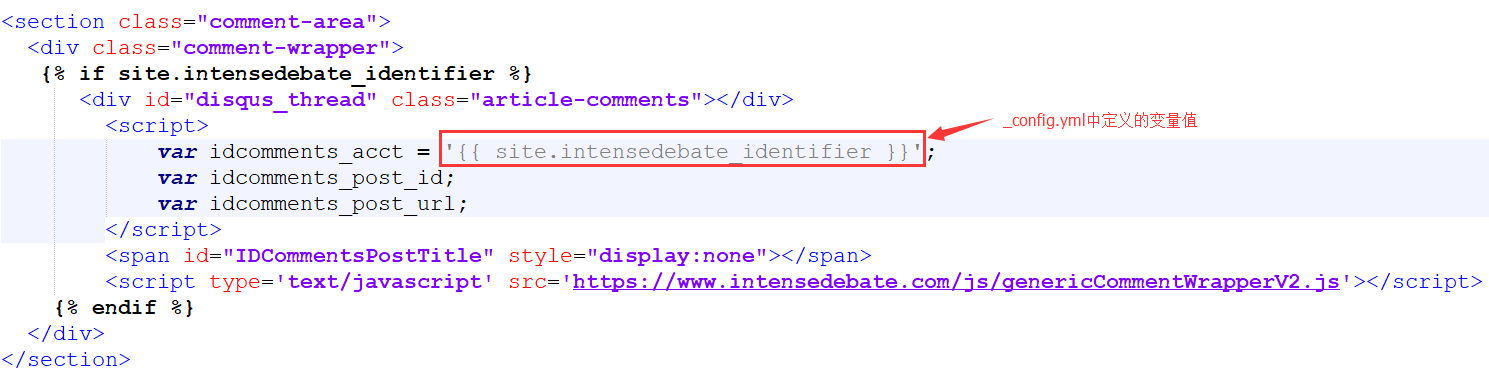 <section class="comment-area">
<div class="comment-wrapper">
{% if site.intensedebate_identifier %}
<div id="disqus_thread" class="article-comments"></div>
<script>
var idcomments_acct = '{{ site.intensedebate_identifier }}';
_config.yml中定义的变量值
var idcomments_post_id;
var idcomments_post_url;
</script>
<span id="IDCommentsPostTitle" style="display:none"></span>
<script type='text/javascript' src='https://www.intensedebate.com/js/genericCommentWrapperV2.js'></script>
{% endif %}
</div>
</section>